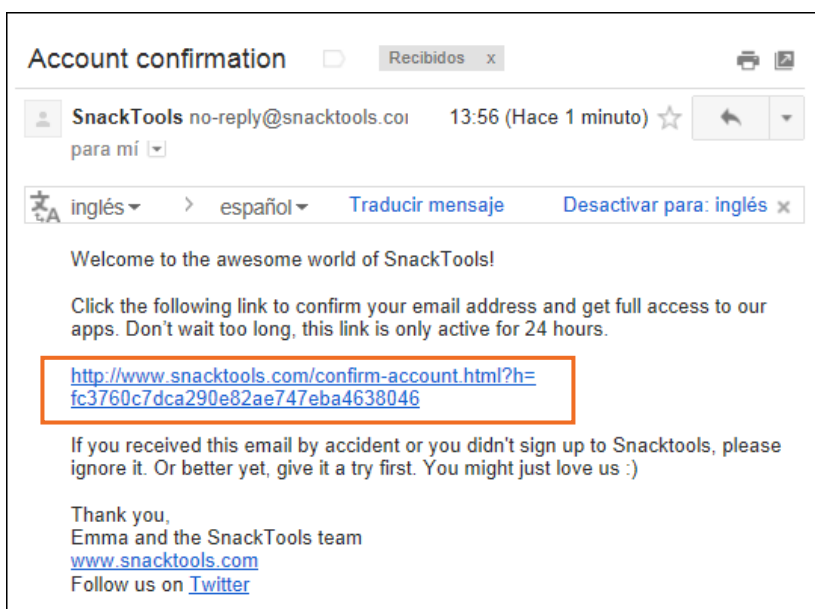 Account confirmation Recibidos x
SnackTools no-reply@snacktools.co 13:56 (Hace 1 minuto)
para mí
inglés > español Traducir mensaje Desactivar para: inglés x
Welcome to the awesome world of SnackTools!
Click the following link to confirm your email address and get full access to our
apps. Don't wait too long, this link is only active for 24 hours.
http://www.snacktools.com/confirm-account.html?h=
fc3760c7dca290e82ae747eba4638046
If you received this email by accident or you didn't sign up to Snacktools, please
ignore it. Or better yet, give it a try first. You might just love us :)
Thank you,
Emma and the SnackTools team
www.snacktools.com
Follow us on Twitter